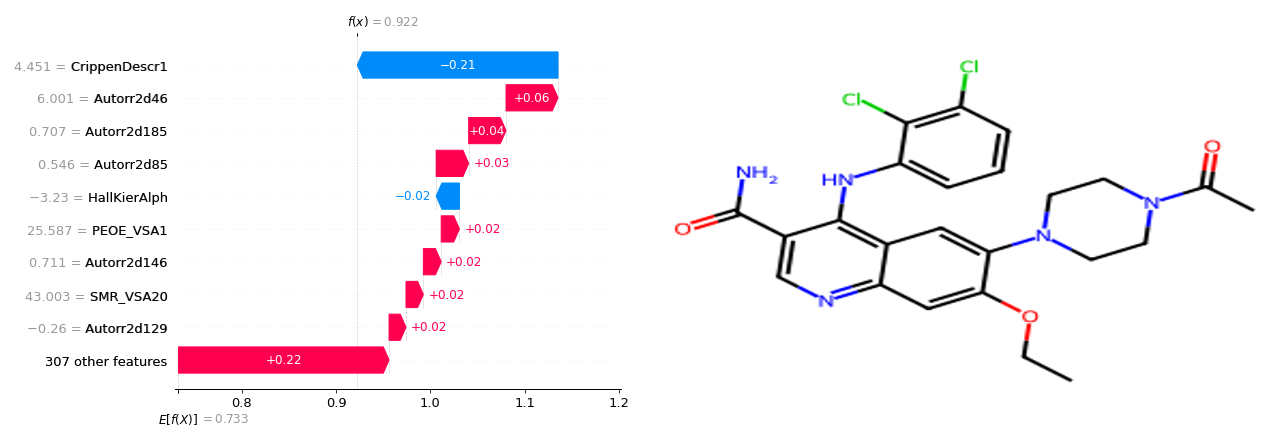 f(x) = 0.922
4.451 = CrippenDescr1
−0.21
6.001 = Autorr2d46
+0.06
0.707 = Autorr2d185
+0.04
0.546 = Autorr2d85
+0.03
−3.23 = HallKierAlph
−0.02
25.587 = PEOE_VSA1
+0.02
0.711 = Autorr2d146
+0.02
43.003 = SMR_VSA20
+0.02
−0.26 = Autorr2d129
+0.02
307 other features
+0.22
0.8 0.9 1.0 1.1 1.2
E[f(X)] = 0.733
Cl
Cl
O
NH₂
HN
N
O
N
N
O